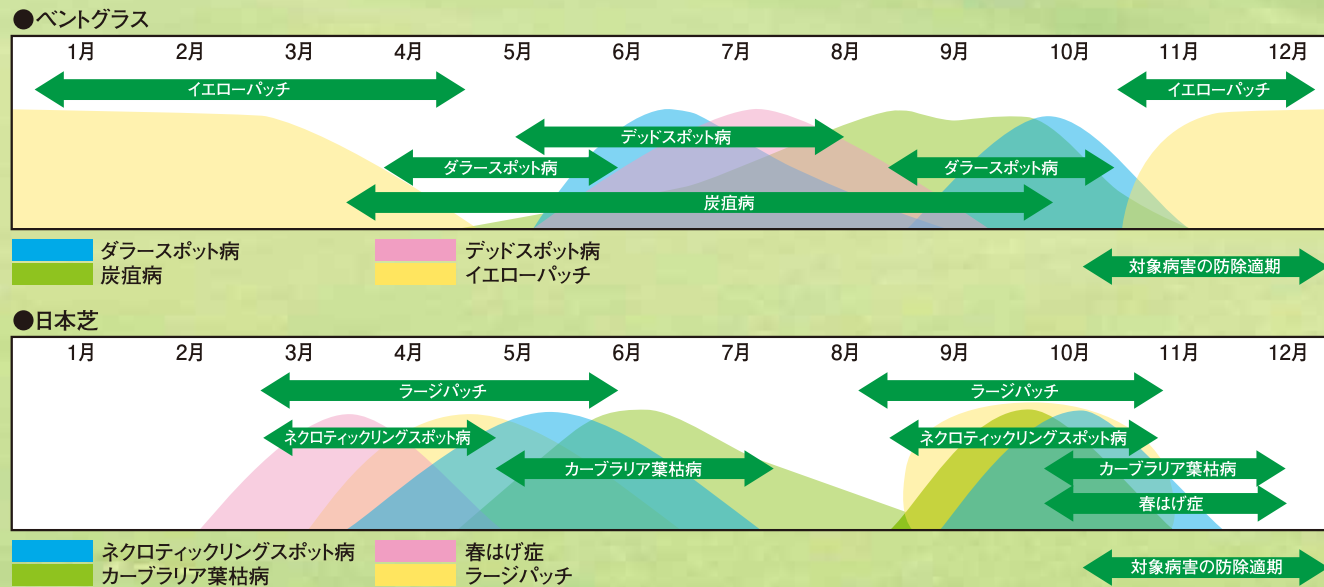 ●ベントグラス
1月 2月 3月 4月 5月 6月 7月 8月 9月 10月 11月 12月
イエローパッチ イエローパッチ
デッドスポット病
ダラースポット病 ダラースポット病
炭疽病
ダラースポット病 デッドスポット病
炭疽病 イエローパッチ
対象病害の防除適期
●日本芝
1月 2月 3月 4月 5月 6月 7月 8月 9月 10月 11月 12月
ラージパッチ ラージパッチ
ネクロティックリングスポット病 ネクロティックリングスポット病
カーブラリア葉枯病 カーブラリア葉枯病
春はげ症
ネクロティックリングスポット病 春はげ症
カーブラリア葉枯病 ラージパッチ
対象病害の防除適期